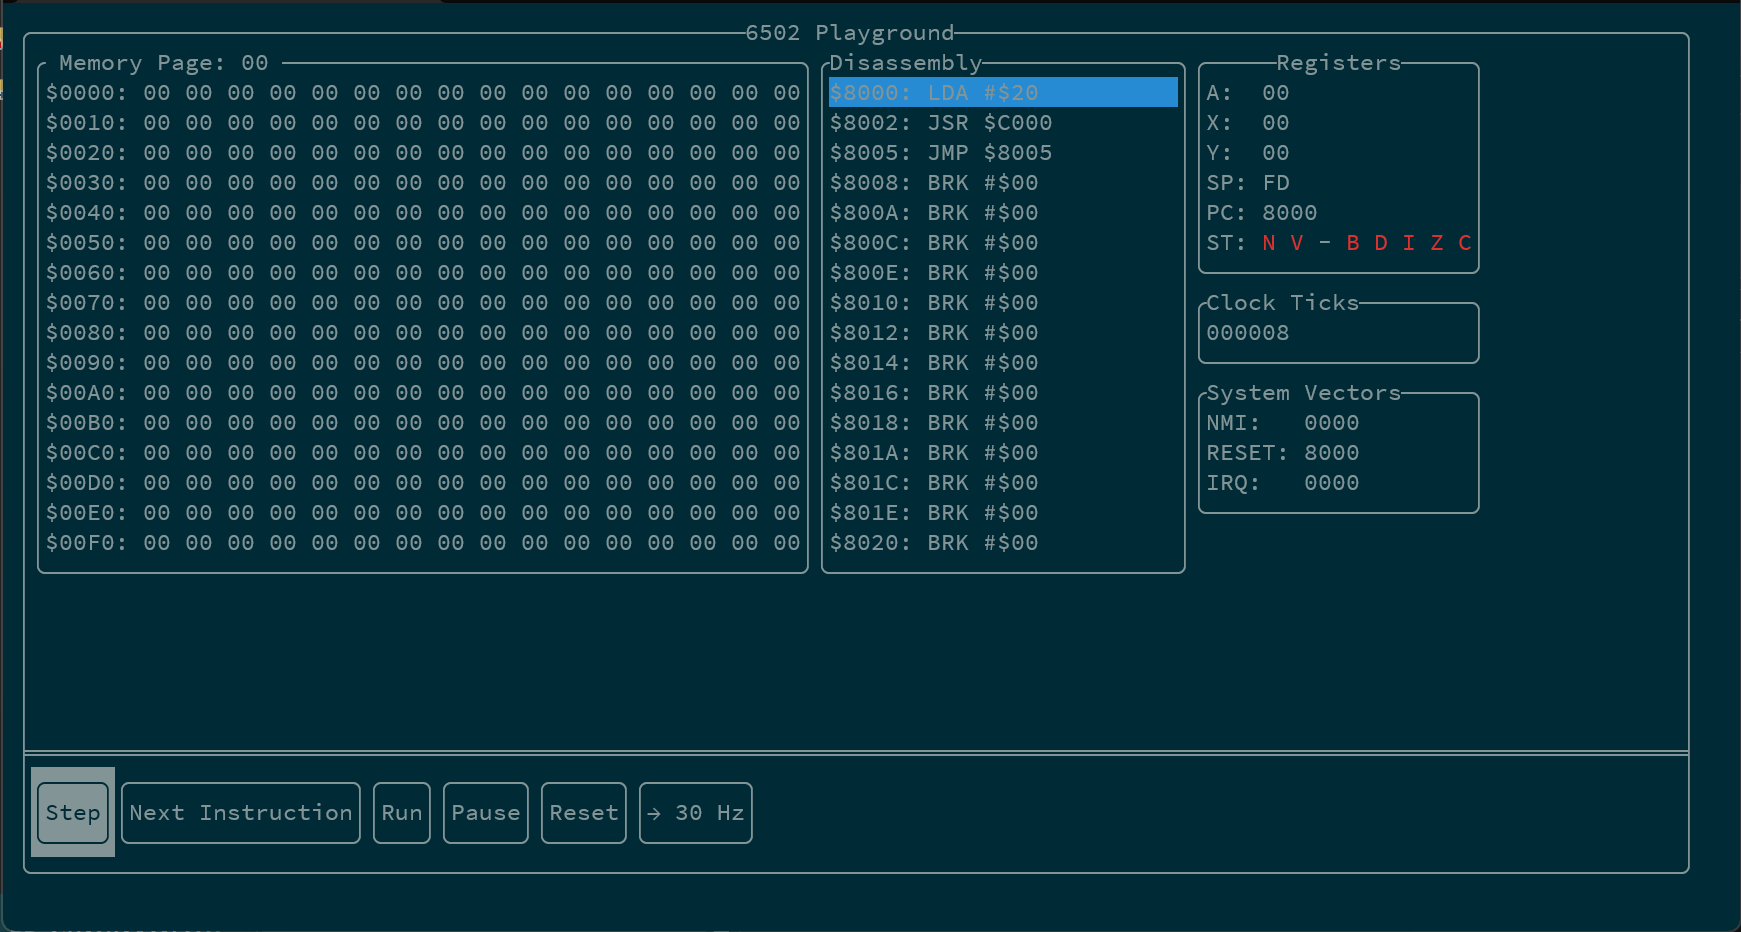 6502 Playground
Memory Page: 00
$0000: 00 00 00 00 00 00 00 00 00 00 00 00 00 00 00 00
$0010: 00 00 00 00 00 00 00 00 00 00 00 00 00 00 00 00
$0020: 00 00 00 00 00 00 00 00 00 00 00 00 00 00 00 00
$0030: 00 00 00 00 00 00 00 00 00 00 00 00 00 00 00 00
$0040: 00 00 00 00 00 00 00 00 00 00 00 00 00 00 00 00
$0050: 00 00 00 00 00 00 00 00 00 00 00 00 00 00 00 00
$0060: 00 00 00 00 00 00 00 00 00 00 00 00 00 00 00 00
$0070: 00 00 00 00 00 00 00 00 00 00 00 00 00 00 00 00
$0080: 00 00 00 00 00 00 00 00 00 00 00 00 00 00 00 00
$0090: 00 00 00 00 00 00 00 00 00 00 00 00 00 00 00 00
$00A0: 00 00 00 00 00 00 00 00 00 00 00 00 00 00 00 00
$00B0: 00 00 00 00 00 00 00 00 00 00 00 00 00 00 00 00
$00C0: 00 00 00 00 00 00 00 00 00 00 00 00 00 00 00 00
$00D0: 00 00 00 00 00 00 00 00 00 00 00 00 00 00 00 00
$00E0: 00 00 00 00 00 00 00 00 00 00 00 00 00 00 00 00
$00F0: 00 00 00 00 00 00 00 00 00 00 00 00 00 00 00 00
Disassembly
$8000: LDA #$20
$8002: JSR $C000
$8005: JMP $8005
$8008: BRK #$00
$800A: BRK #$00
$800C: BRK #$00
$800E: BRK #$00
$8010: BRK #$00
$8012: BRK #$00
$8014: BRK #$00
$8016: BRK #$00
$8018: BRK #$00
$801A: BRK #$00
$801C: BRK #$00
$801E: BRK #$00
$8020: BRK #$00
Registers
A: 00
X: 00
Y: 00
SP: FD
PC: 8000
ST: N V - B D I Z C
Clock Ticks
000008
System Vectors
NMI: 0000
RESET: 8000
IRQ: 0000
Step
Next Instruction
Run
Pause
Reset
→ 30 Hz